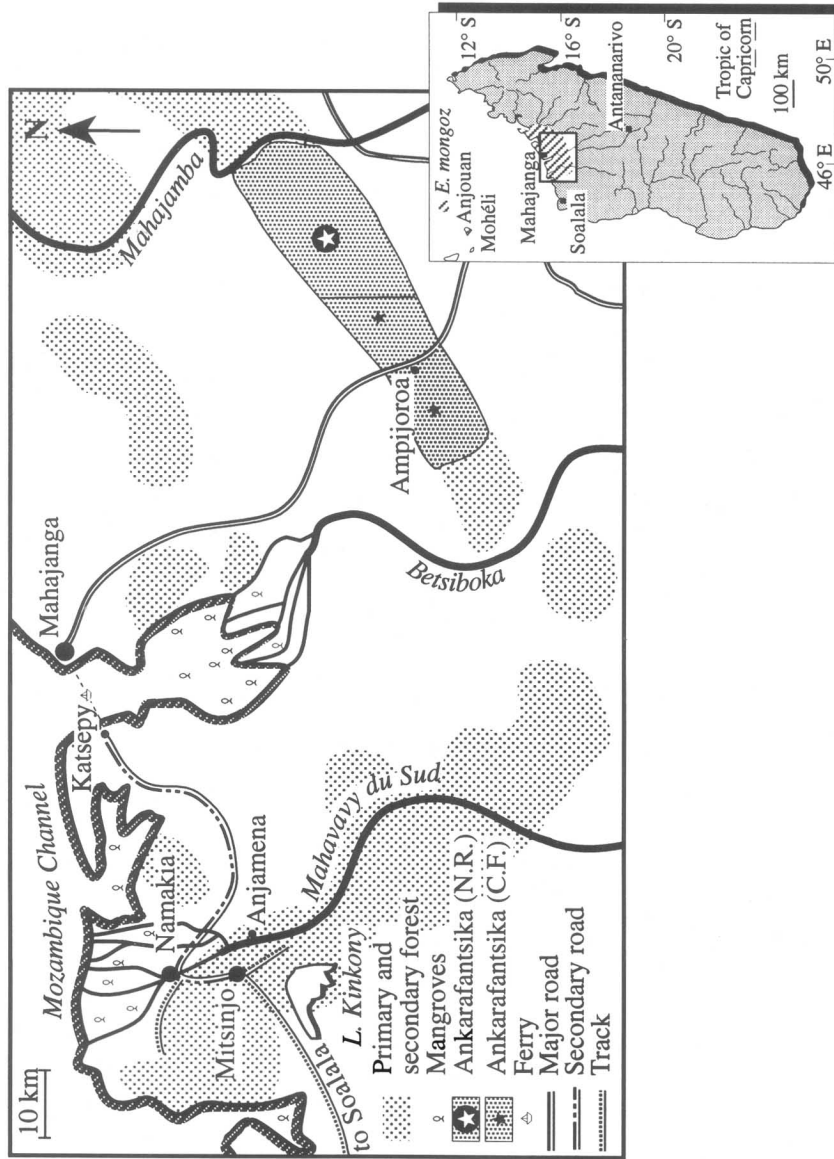 10 km
Mozambique Channel
Katsepy
Mahajanga
Mahajamba
N
Namakia
Anjamena
Mitsinjo
Mahavavy du Sud
Betsiboka
Ampijoroa
L. Kinkony
to Soalala
Primary and
secondary forest
Mangroves
Ankarafantsika (N.R.)
Ankarafantsika (C.F.)
Ferry
Major road
Secondary road
Track
E. mongoz
Anjouan
Mohéli
Mahajanga
Soalala
Antananarivo
12° S
16° S
20° S
Tropic of
Capricorn
100 km
46° E
50° E